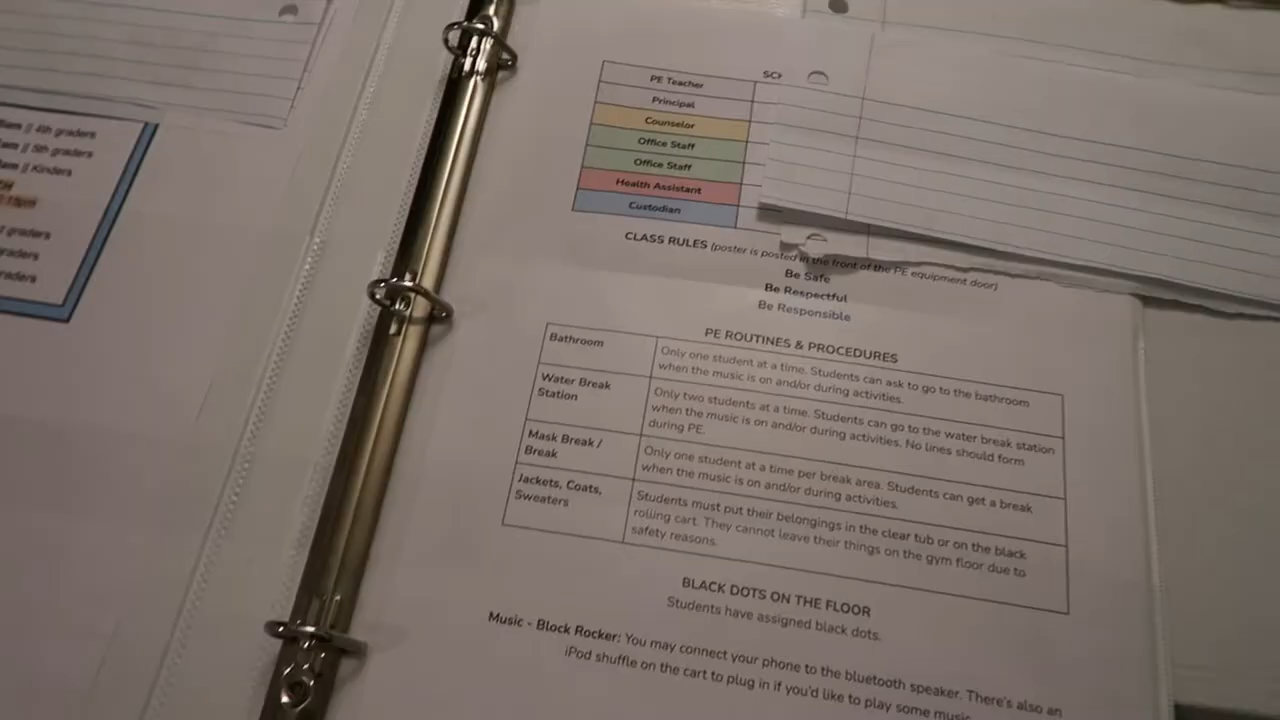 am || 4th graders
am || 5th graders
am || Kinders
:15pm
graders
graders
graders
PE Teacher
Principal
Counselor
Office Staff
Office Staff
Health Assistant
Custodian
CLASS RULES (poster is posted in the front of the PE equipment door)
Be Safe
Be Respectful
Be Responsible
PE ROUTINES & PROCEDURES
Bathroom
Only one student at a time. Students can ask to go to the bathroom
when the music is on and/or during activities.
Water Break
Station
Only two students at a time. Students can go to the water break station
when the music is on and/or during activities. No lines should form
during PE.
Mask Break /
Break
Only one student at a time per break area. Students can get a break
when the music is on and/or during activities.
Jackets, Coats,
Sweaters
Students must put their belongings in the clear tub or on the black
rolling cart. They cannot leave their things on the gym floor due to
safety reasons.
BLACK DOTS ON THE FLOOR
Students have assigned black dots.
Music - Block Rocker: You may connect your phone to the bluetooth speaker. There's also an
iPod shuffle on the cart to plug in if you'd like to play some music